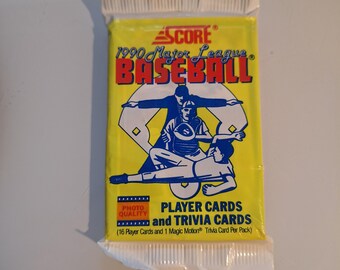 SCORE®
1990 Major League
BASEBALL®
S
PHOTO
QUALITY
PLAYER CARDS
and TRIVIA CARDS
(16 Player Cards and 1 Magic Motion® Trivia Card Per Pack)